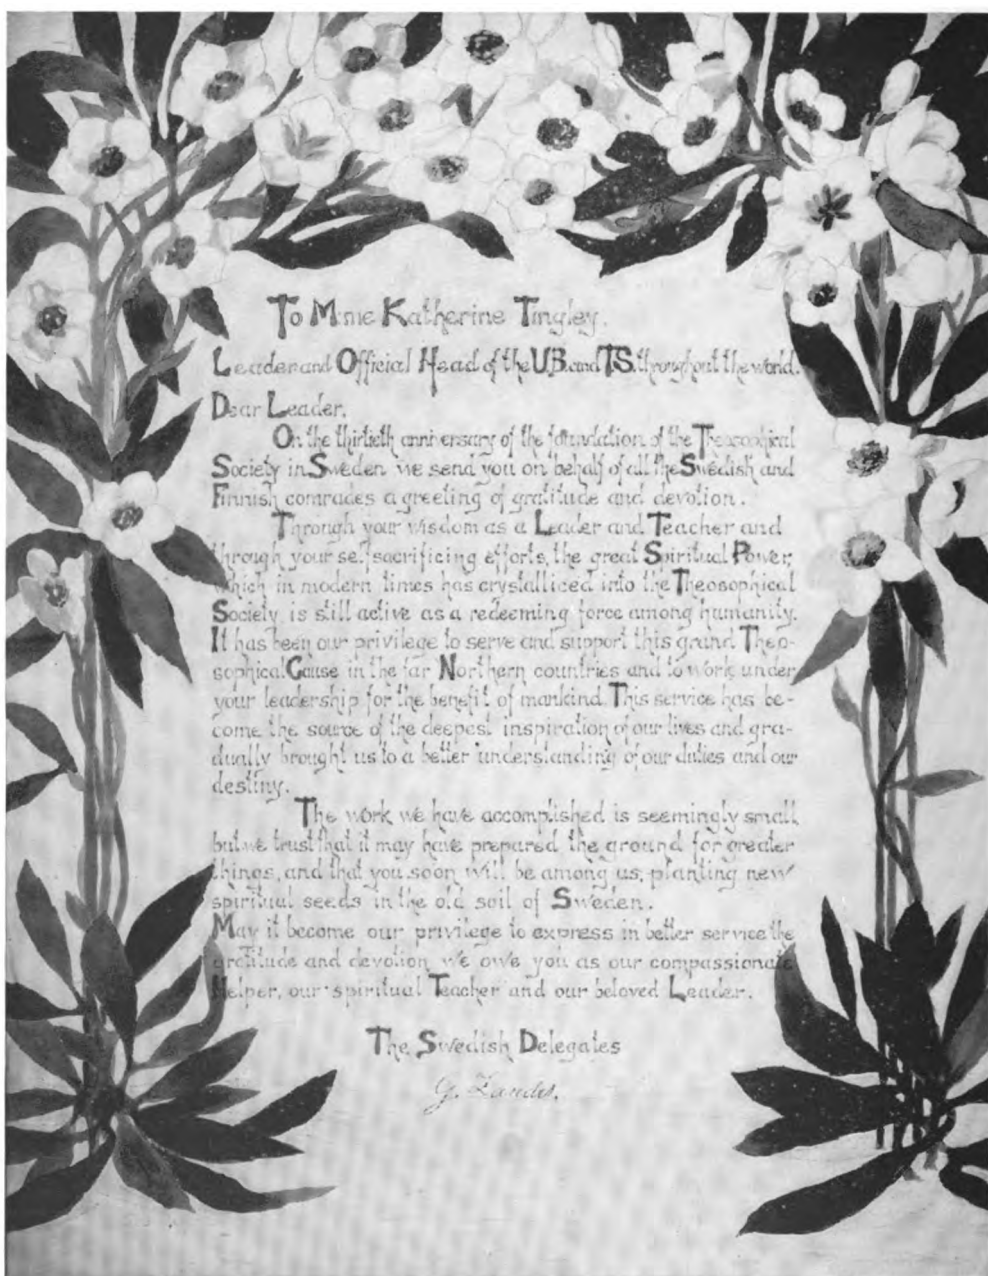 To Mme Katherine Tingley.
Leader and Official Head of the U.B. and T.S. throughout the world.
Dear Leader,
On the thirtieth anniversary of the foundation of the Theosophical
Society in Sweden we send you on behalf of all the Swedish and
Finnish comrades a greeting of gratitude and devotion.
Through your wisdom as a Leader and Teacher and
through your selfsacrificing efforts, the great Spiritual Power,
which in modern times has crystalliced into the Theosophical
Society, is still active as a redeeming force among humanity.
It has been our privilege to serve and support this grand Theo-
sophical Cause in the far Northern countries and to work under
your leadership for the benefit of mankind. This service has be-
come the source of the deepest inspiration of our lives and gra-
dually brought us to a better understanding of our duties and our
destiny.
The work we have accomplished is seemingly small,
but we trust that it may have prepared the ground for greater
things, and that you soon will be among us, planting new
spiritual seeds in the old soil of Sweden.
May it become our privilege to express in better service the
gratitude and devotion we owe you as our compassionate
Helper, our spiritual Teacher and our beloved Leader.
The Swedish Delegates
G.